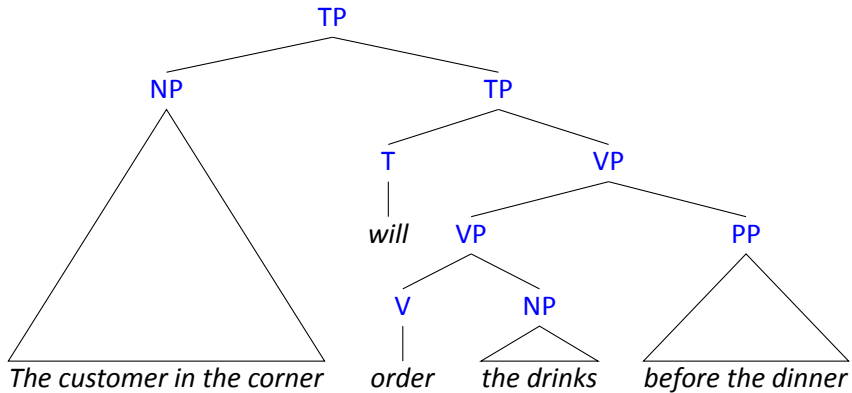 TP
NP TP
T VP
will VP PP
V NP
The customer in the corner order the drinks before the dinner